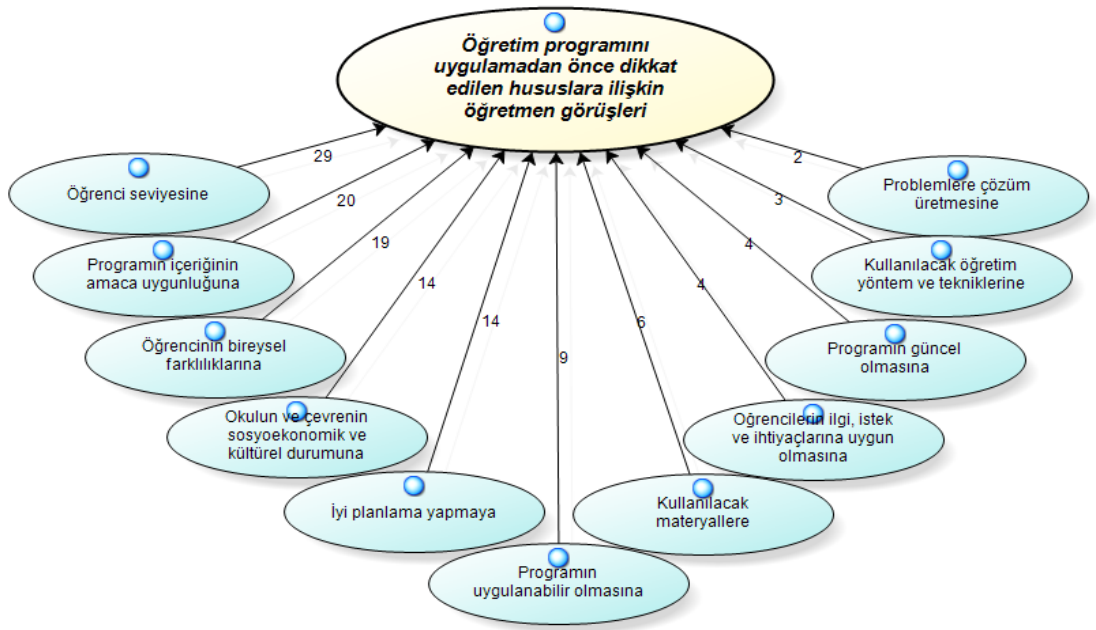 Öğretim programını
uygulamadan önce dikkat
edilen hususlara ilişkin
öğretmen görüşleri
29
2
Öğrenci seviyesine
Problemlere çözüm
üretmesine
20
3
Programın içeriğinin
amaca uygunluğuna
Kullanılacak öğretim
yöntem ve tekniklerine
19
4
Öğrencinin bireysel
farklılıklarına
Programın güncel
olmasına
14
4
Okulun ve çevrenin
sosyoekonomik ve
kültürel durumuna
Öğrencilerin ilgi, istek
ve ihtiyaçlarına uygun
olmasına
14
6
İyi planlama yapmaya
Kullanılacak
materyallere
9
Programın
uygulanabilir olmasına